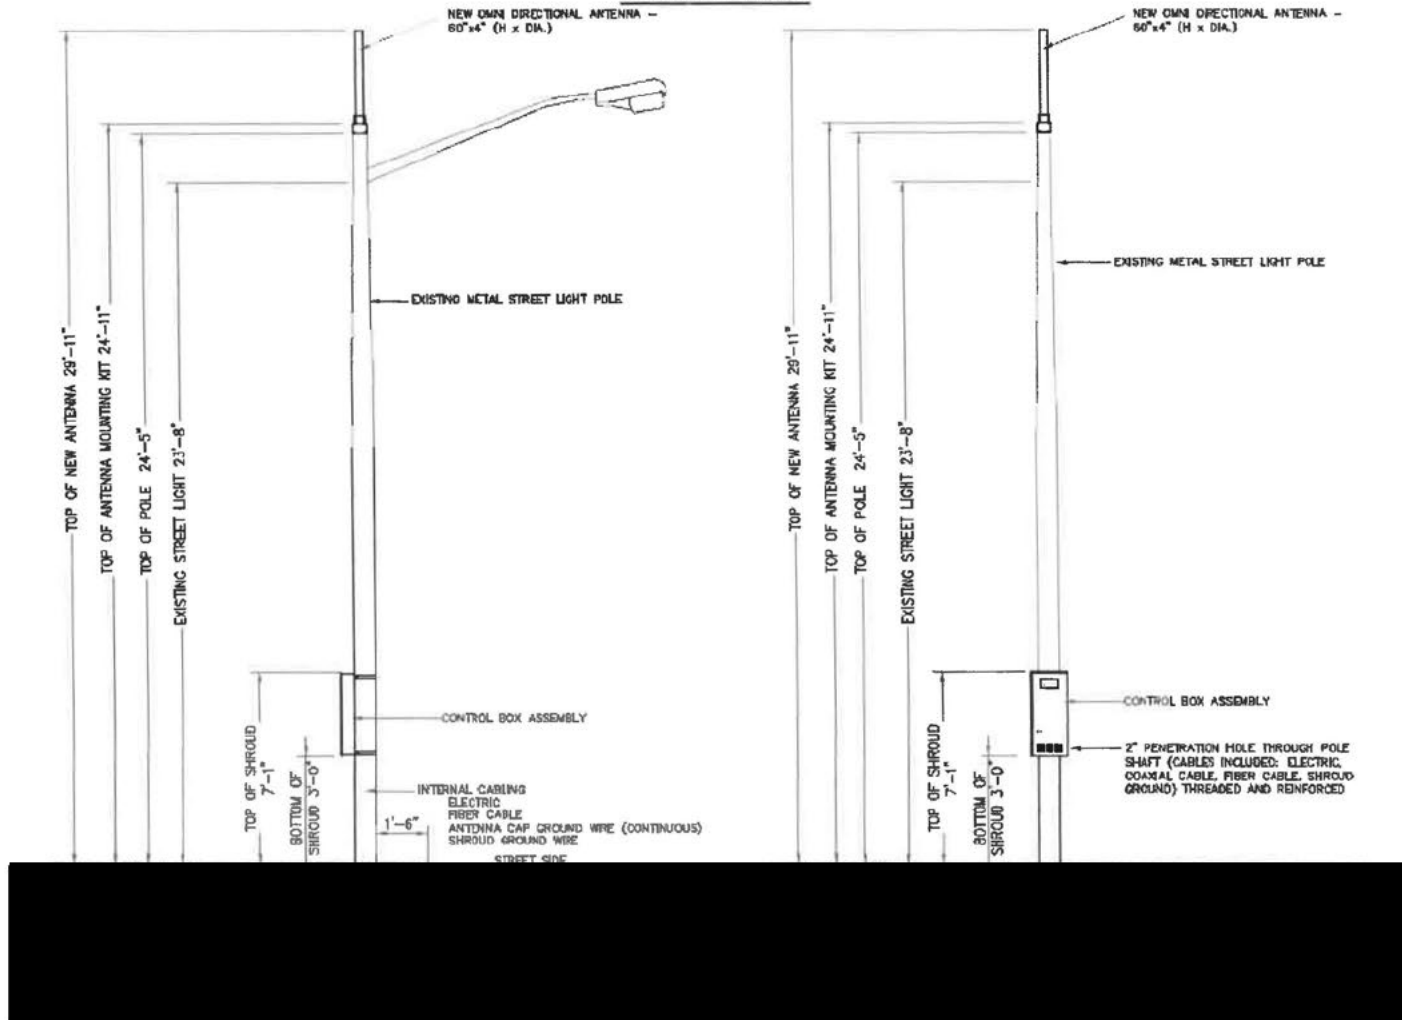 NEW OMNI DIRECTIONAL ANTENNA –
60"x4" (H x DIA.)
EXISTING METAL STREET LIGHT POLE
TOP OF NEW ANTENNA 29'-11"
TOP OF ANTENNA MOUNTING KIT 24'-11"
TOP OF POLE 24'-5"
EXISTING STREET LIGHT 23'-8"
CONTROL BOX ASSEMBLY
TOP OF SHROUD
7'-1"
BOTTOM OF
SHROUD 3'-0"
INTERNAL CABLING
ELECTRIC
FIBER CABLE
ANTENNA CAP GROUND WIRE (CONTINUOUS)
SHROUD GROUND WIRE
1'-6"
STREET SIDE
NEW OMNI DIRECTIONAL ANTENNA –
60"x4" (H x DIA.)
EXISTING METAL STREET LIGHT POLE
TOP OF NEW ANTENNA 29'-11"
TOP OF ANTENNA MOUNTING KIT 24'-11"
TOP OF POLE 24'-5"
EXISTING STREET LIGHT 23'-8"
CONTROL BOX ASSEMBLY
2" PENETRATION HOLE THROUGH POLE
SHAFT (CABLES INCLUDED: ELECTRIC,
COAXIAL CABLE, FIBER CABLE, SHROUD
GROUND) THREADED AND REINFORCED
TOP OF SHROUD
7'-1"
BOTTOM OF
SHROUD 3'-0"